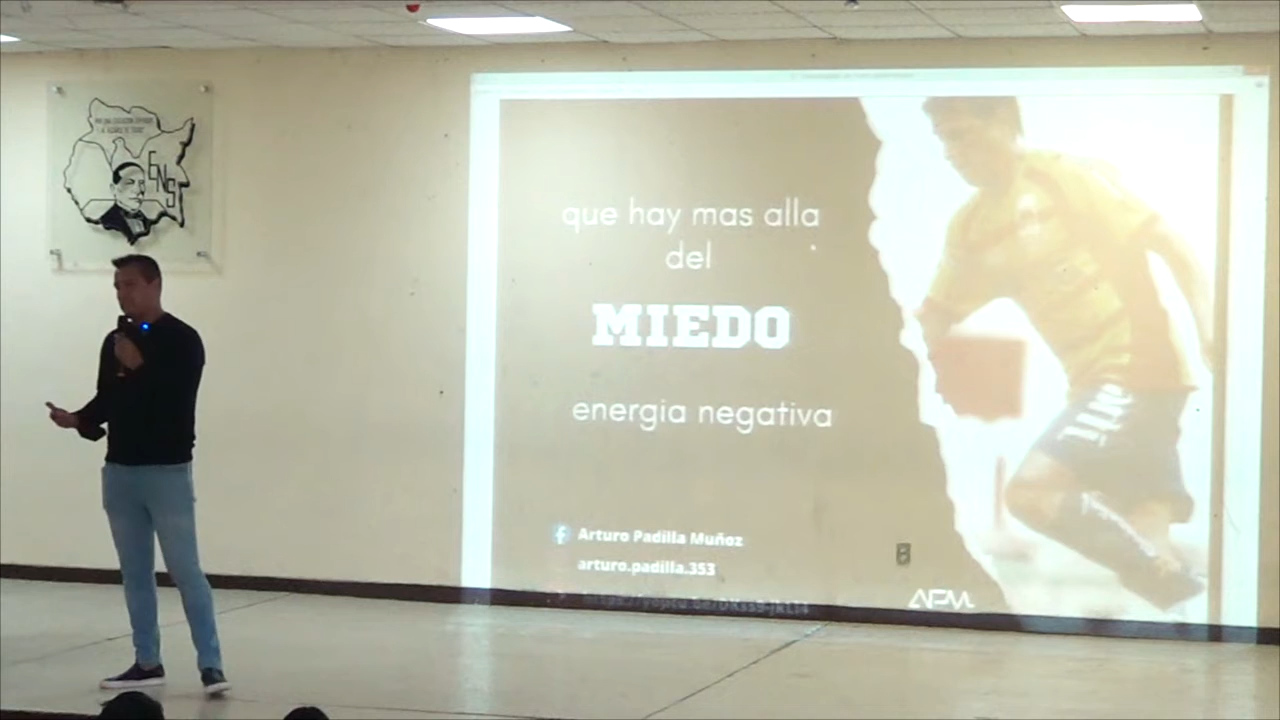 ENST
que hay mas alla
del
MIEDO
energia negativa
Arturo Padilla Muñoz
arturo.padilla.353
APM